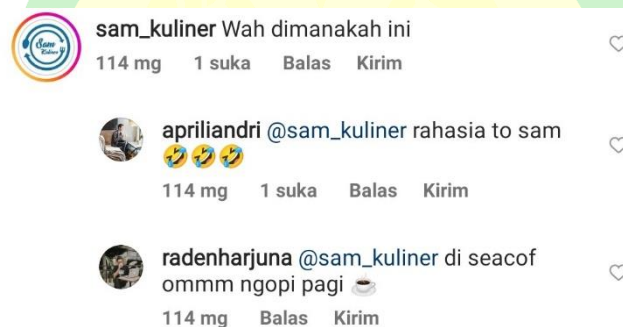 sam_kuliner Wah dimanakah ini
114 mg 1 suka Balas Kirim
apriliandri @sam_kuliner rahasia to sam
🤣🤣🤣
114 mg 1 suka Balas Kirim
radenharjuna @sam_kuliner di seacof
ommm ngopi pagi ☕
114 mg Balas Kirim